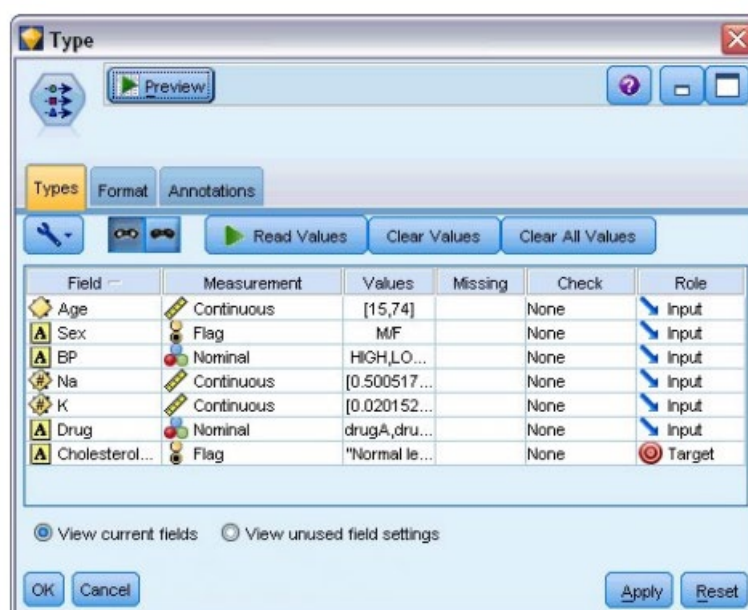 Type
Preview
Types Format Annotations
Read Values Clear Values Clear All Values
Field Measurement Values Missing Check Role
Age Continuous [15,74] None Input
A Sex Flag M/F None Input
A BP Nominal HIGH,LO... None Input
Na Continuous [0.500517... None Input
K Continuous [0.020152... None Input
A Drug Nominal drugA,dru... None Input
A Cholesterol... Flag "Normal le... None Target
View current fields View unused field settings
OK Cancel Apply Reset